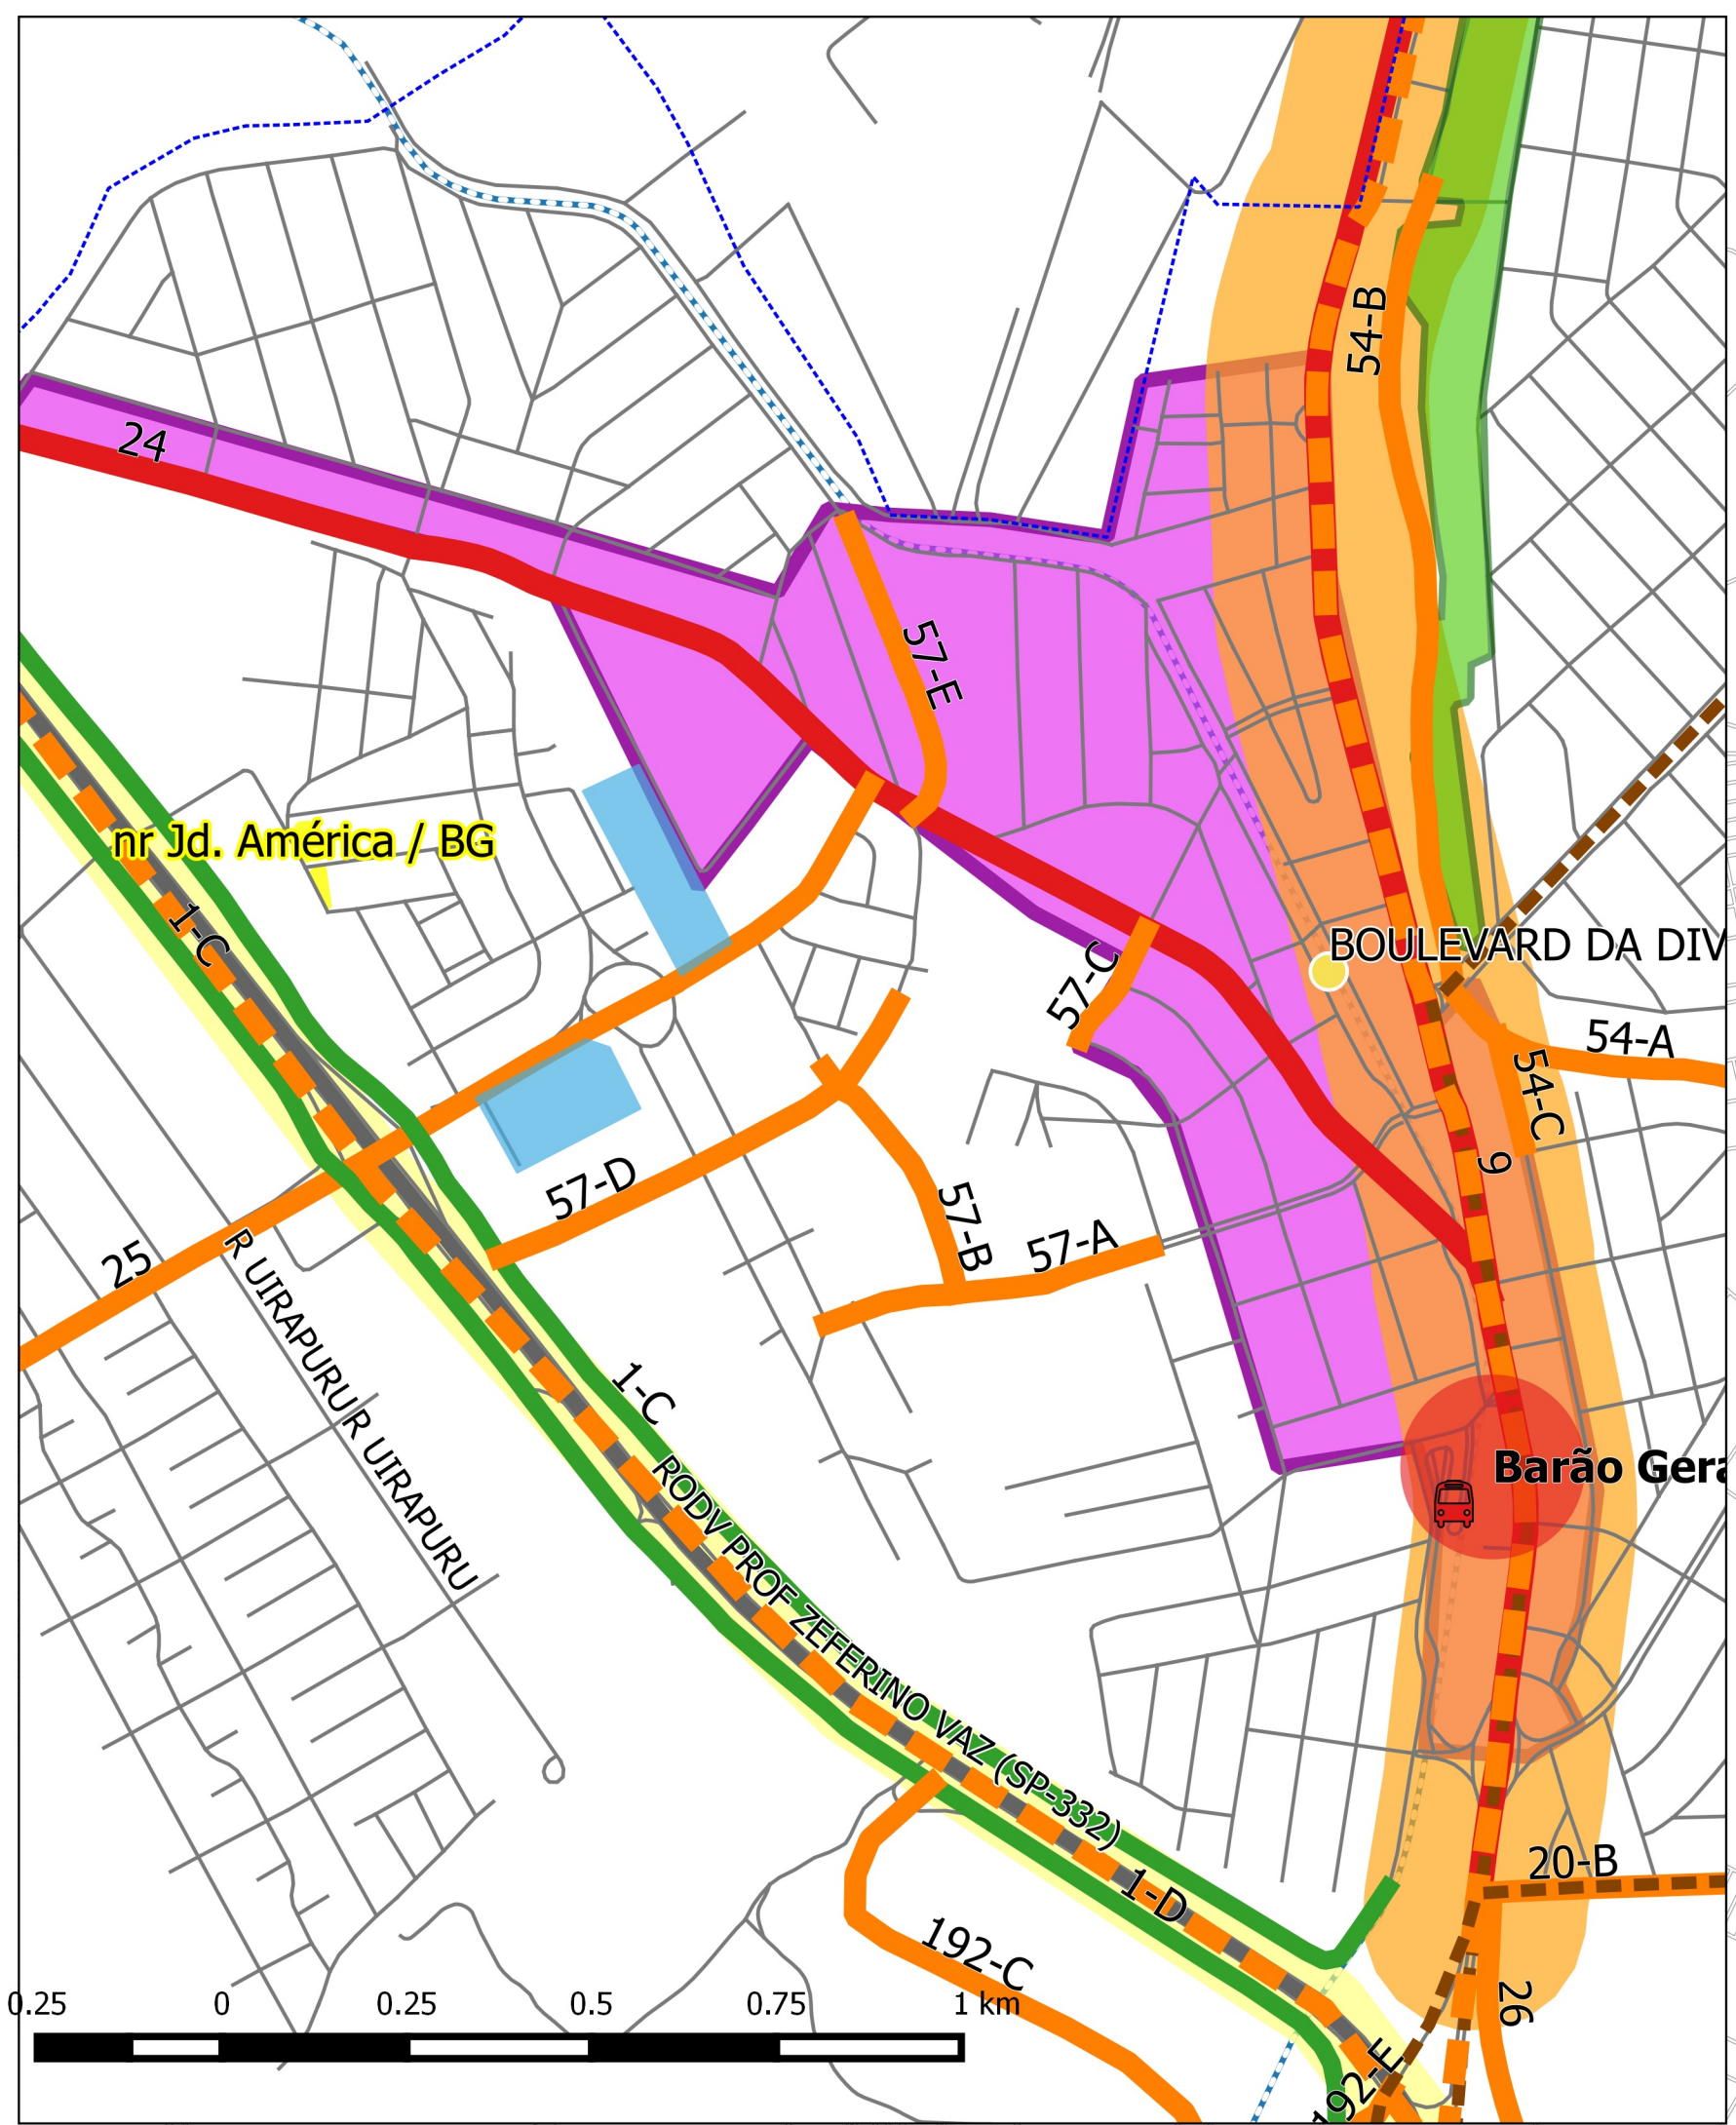 54-B
24
57-E
nr Jd. América / BG
1-C
57-C
BOULEVARD DA DIV
54-A
54-C
9
57-D
57-B
57-A
25
R UIRAPURUR UIRAPURU
1-C
RODV PROF ZEFERINO VAZ (SP-332)
Barão Gera
20-B
1-D
192-C
26
192-E
0.25 0 0.25 0.5 0.75 1 km